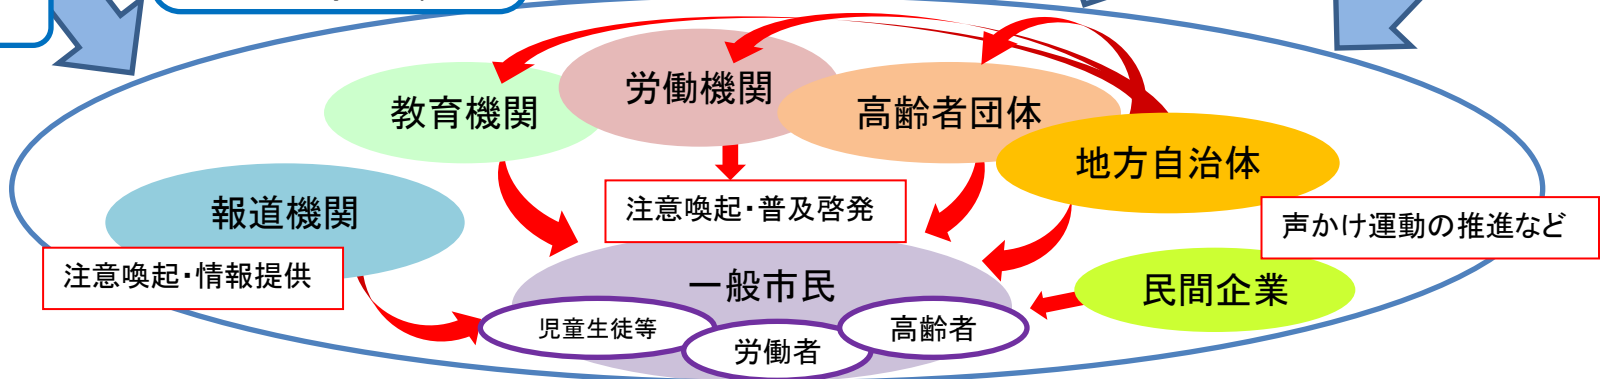 労働機関
教育機関
高齢者団体
地方自治体
報道機関
注意喚起・普及啓発
声かけ運動の推進など
注意喚起・情報提供
一般市民
民間企業
児童生徒等
高齢者
労働者